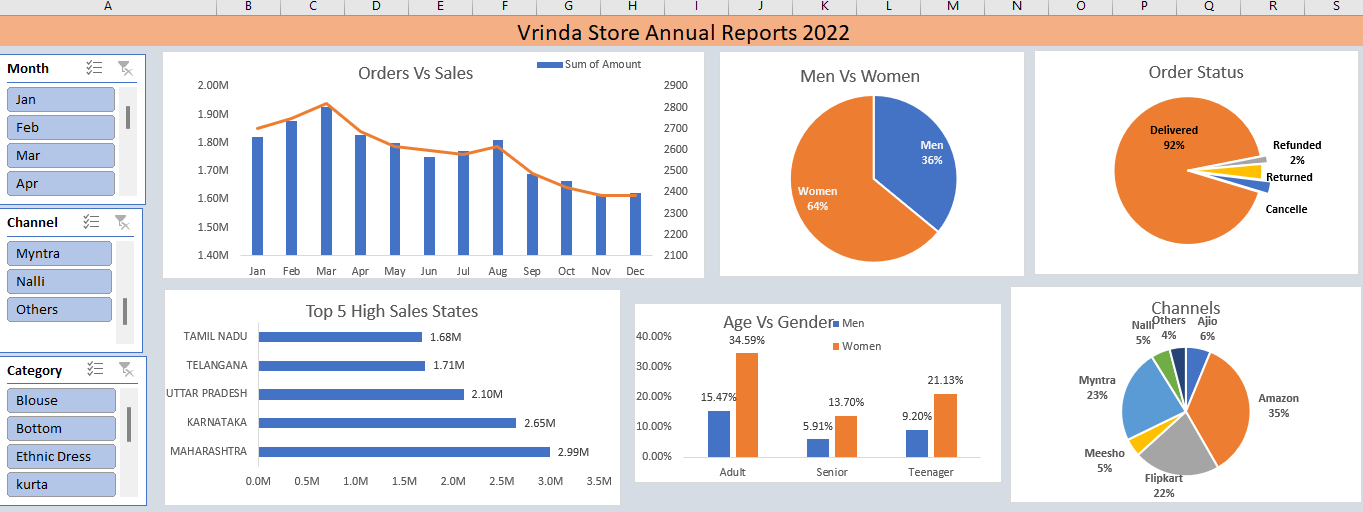 A B C D E F G H I J K L M N O P Q R S
Vrinda Store Annual Reports 2022
Month
Jan
Feb
Mar
Apr
Channel
Myntra
Nalli
Others
Category
Blouse
Bottom
Ethnic Dress
kurta
Orders Vs Sales
Sum of Amount
2.00M 2900
1.90M 2800
2700
1.80M 2600
1.70M 2500
2400
1.60M 2300
1.50M 2200
1.40M 2100
Jan Feb Mar Apr May Jun Jul Aug Sep Oct Nov Dec
Men Vs Women
Men
36%
Women
64%
Order Status
Delivered
92%
Refunded
2%
Returned
Cancelle
Top 5 High Sales States
TAMIL NADU 1.68M
TELANGANA 1.71M
UTTAR PRADESH 2.10M
KARNATAKA 2.65M
MAHARASHTRA 2.99M
0.0M 0.5M 1.0M 1.5M 2.0M 2.5M 3.0M 3.5M
Age Vs Gender
Men
Women
40.00%
30.00%
20.00%
10.00%
0.00%
15.47% 34.59%
5.91% 13.70%
9.20% 21.13%
Adult Senior Teenager
Channels
Nalli
5%
Others
4%
Ajio
6%
Myntra
23%
Amazon
35%
Meesho
5%
Flipkart
22%